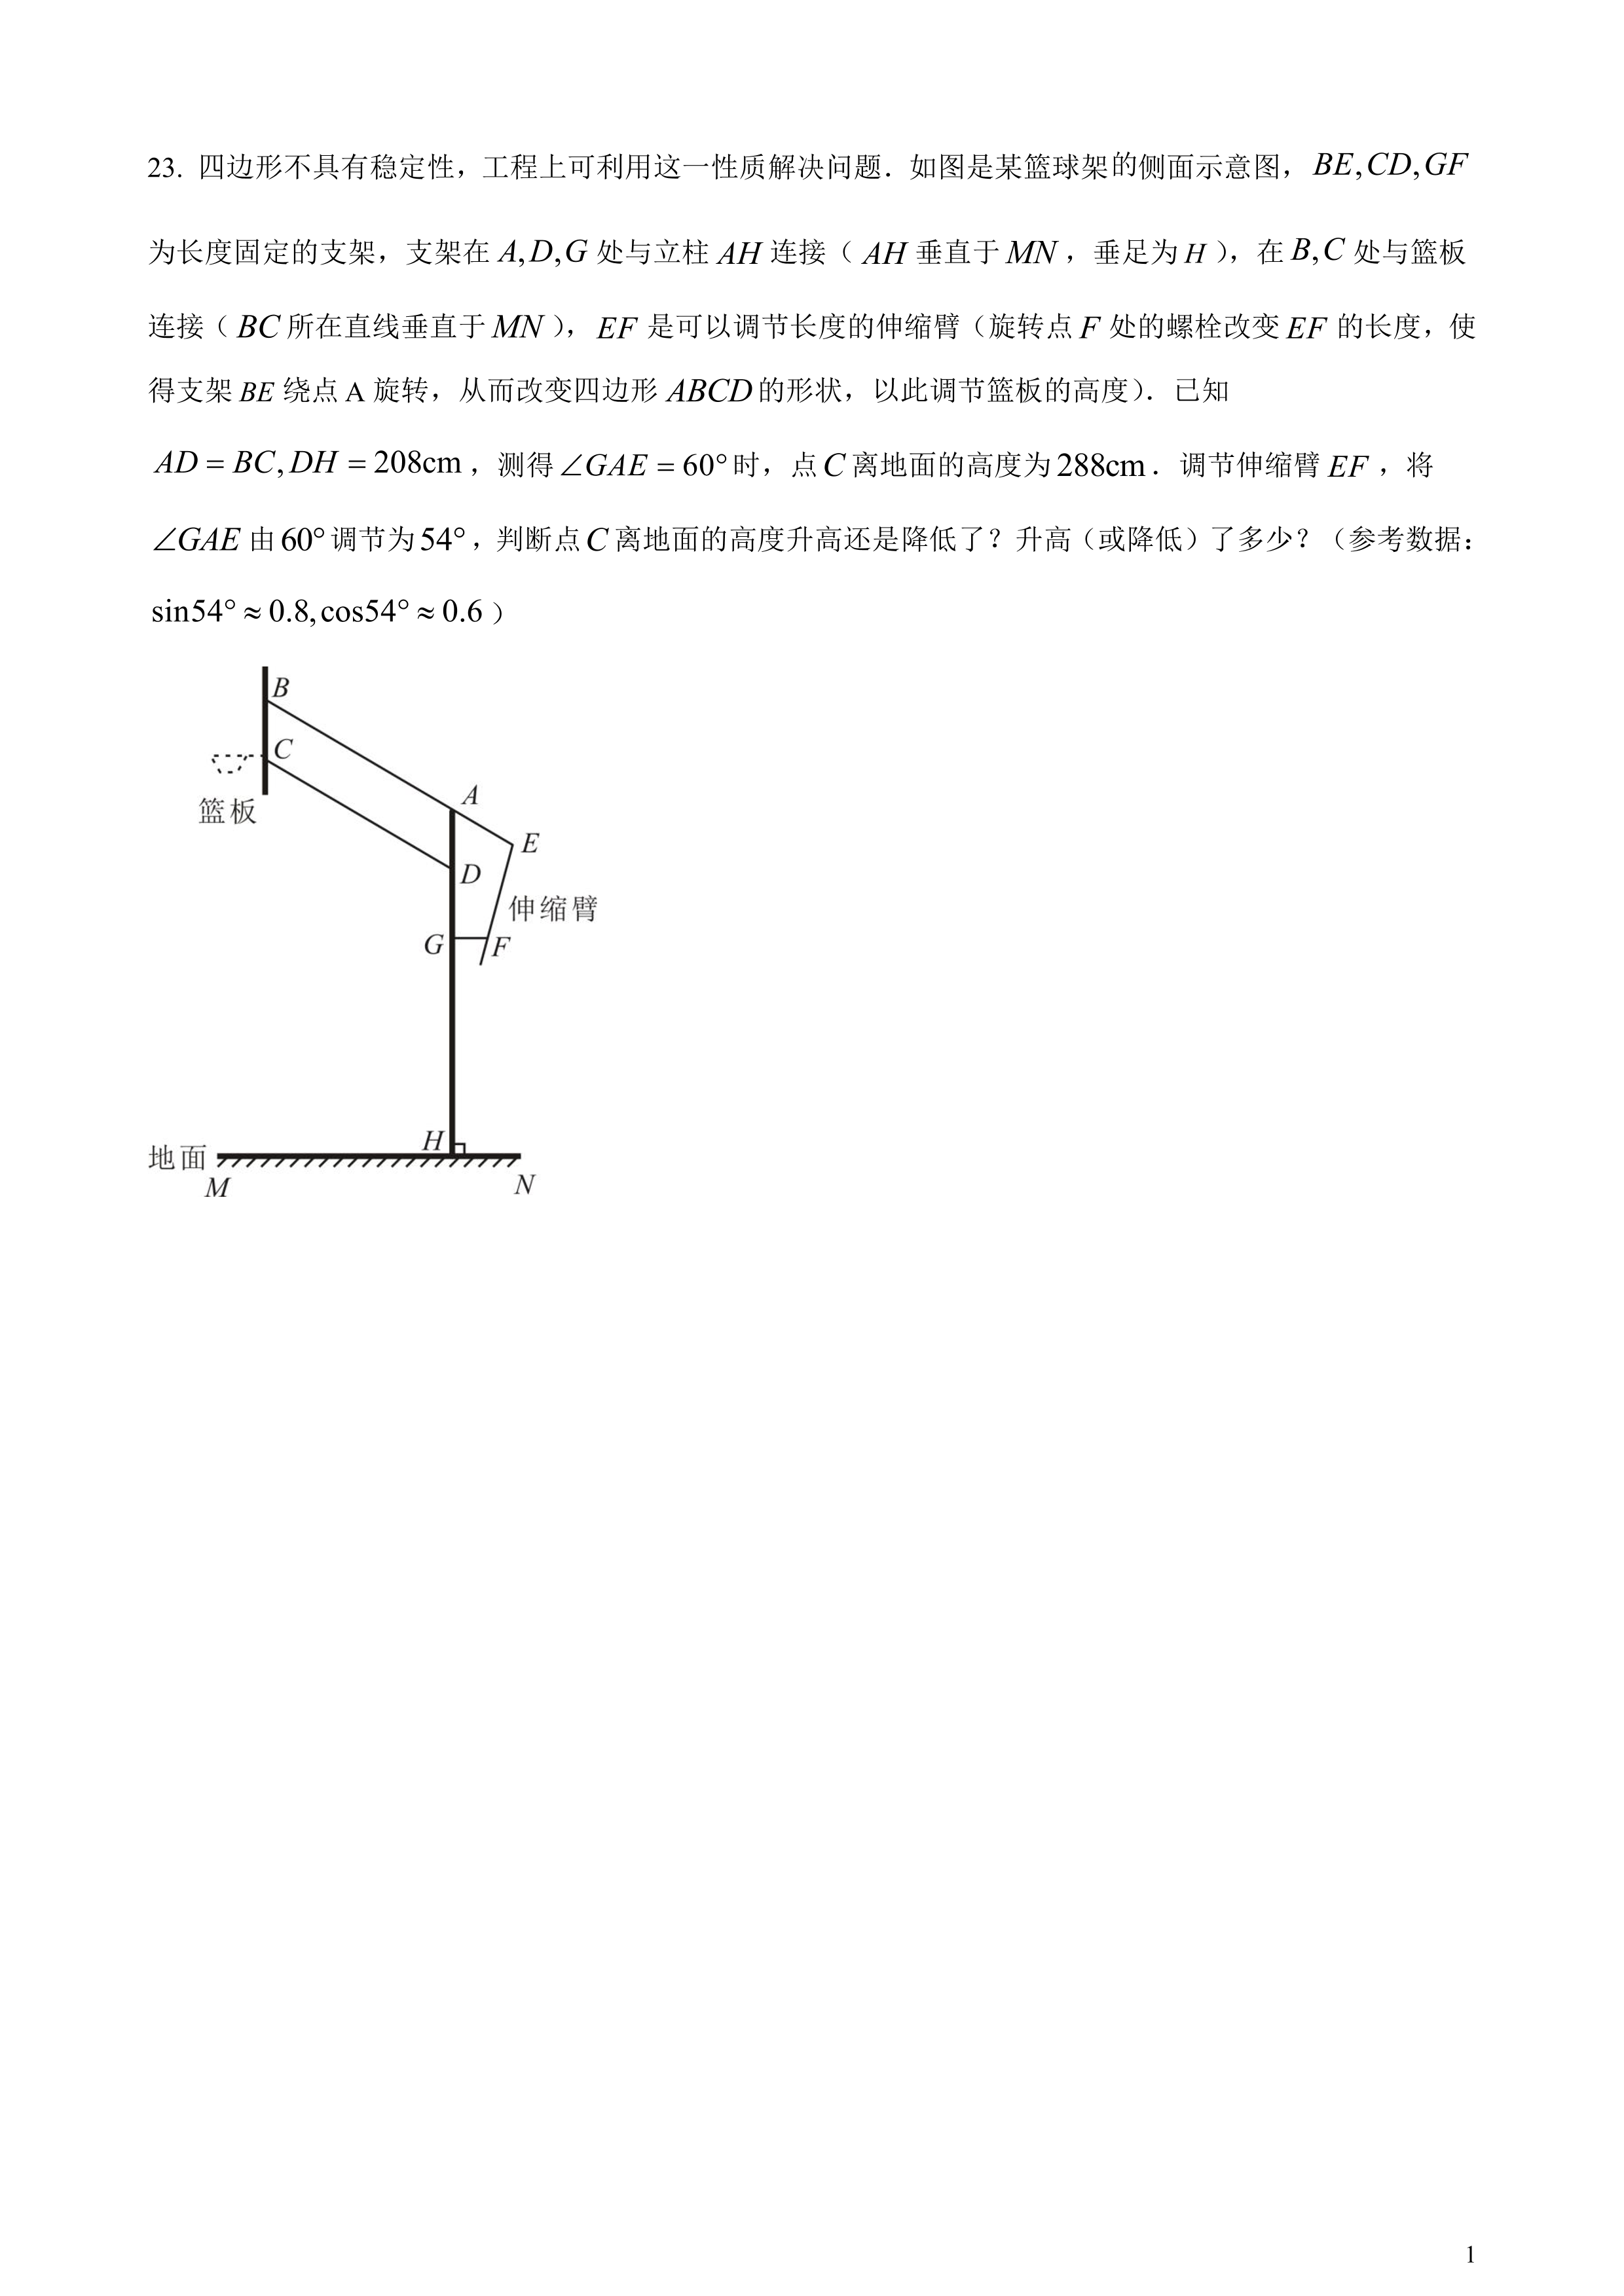 23. 四边形不具有稳定性，工程上可利用这一性质解决问题．如图是某篮球架的侧面示意图，BE,CD,GF
为长度固定的支架，支架在 A,D,G 处与立柱 AH 连接（ AH 垂直于 MN ，垂足为 H ），在 B,C 处与篮板
连接（ BC 所在直线垂直于 MN ）， EF 是可以调节长度的伸缩臂（旋转点 F 处的螺栓改变 EF 的长度，使
得支架 BE 绕点 A 旋转，从而改变四边形 ABCD 的形状，以此调节篮板的高度）．已知
AD = BC, DH = 208cm ，测得 ∠GAE = 60° 时，点 C 离地面的高度为 288cm ．调节伸缩臂 EF ，将
∠GAE 由 60° 调节为 54° ，判断点 C 离地面的高度升高还是降低了？升高（或降低）了多少？（参考数据：
sin54° ≈ 0.8, cos54° ≈ 0.6 ）
B
C
篮板
A
E
D
伸缩臂
G
F
H
地面
M
N
1